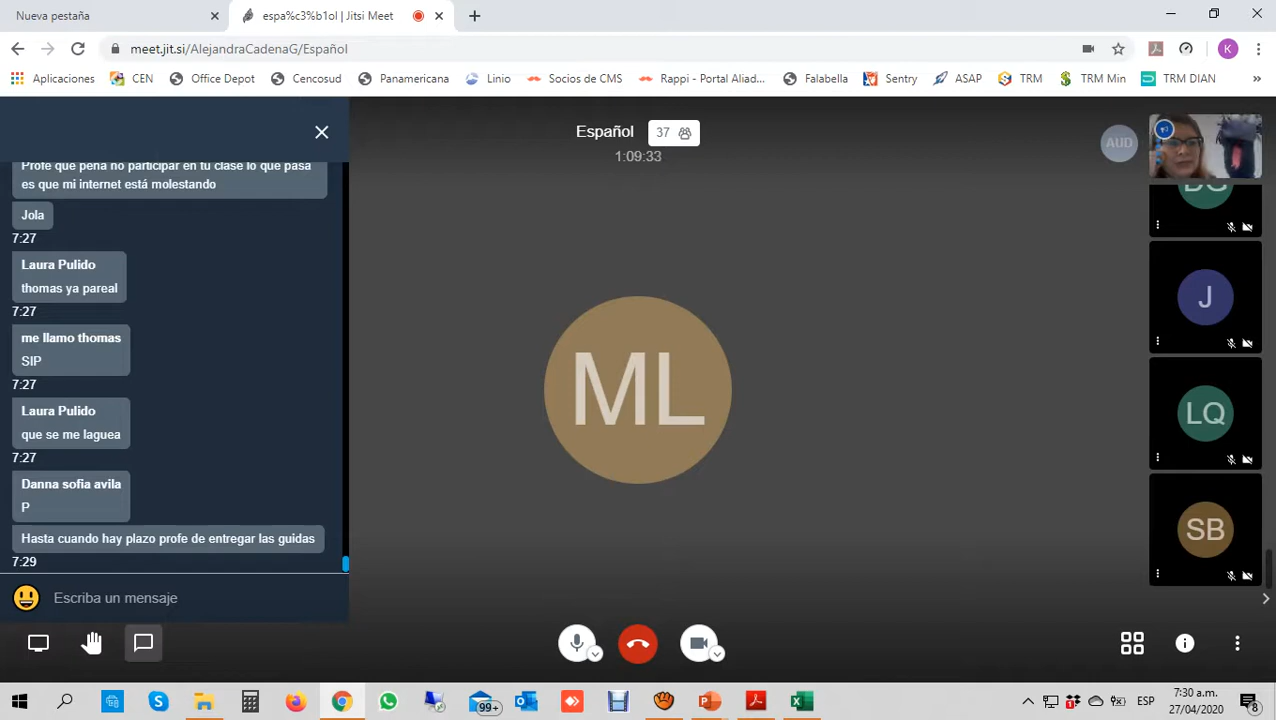 Nueva pestaña
espa%c3%b1ol | Jitsi Meet
meet.jit.si/AlejandraCadenaG/Español
K
Aplicaciones CEN Office Depot Cencosud Panamericana Linio Socios de CMS Rappi - Portal Aliad... Falabella Sentry ASAP TRM TRM Min TRM DIAN »
Español 37
1:09:33
AUD
Profe que pena no participar en tu clase lo que pasa
es que mi internet está molestando
Jola
7:27
Laura Pulido
thomas ya pareal
7:27
me llamo thomas
SIP
7:27
Laura Pulido
que se me laguea
7:27
Danna sofia avila
P
Hasta cuando hay plazo profe de entregar las guidas
7:29
Escriba un mensaje
ML
DG
J
LQ
SB
99+
ESP
7:30 a.m.
27/04/2020
8